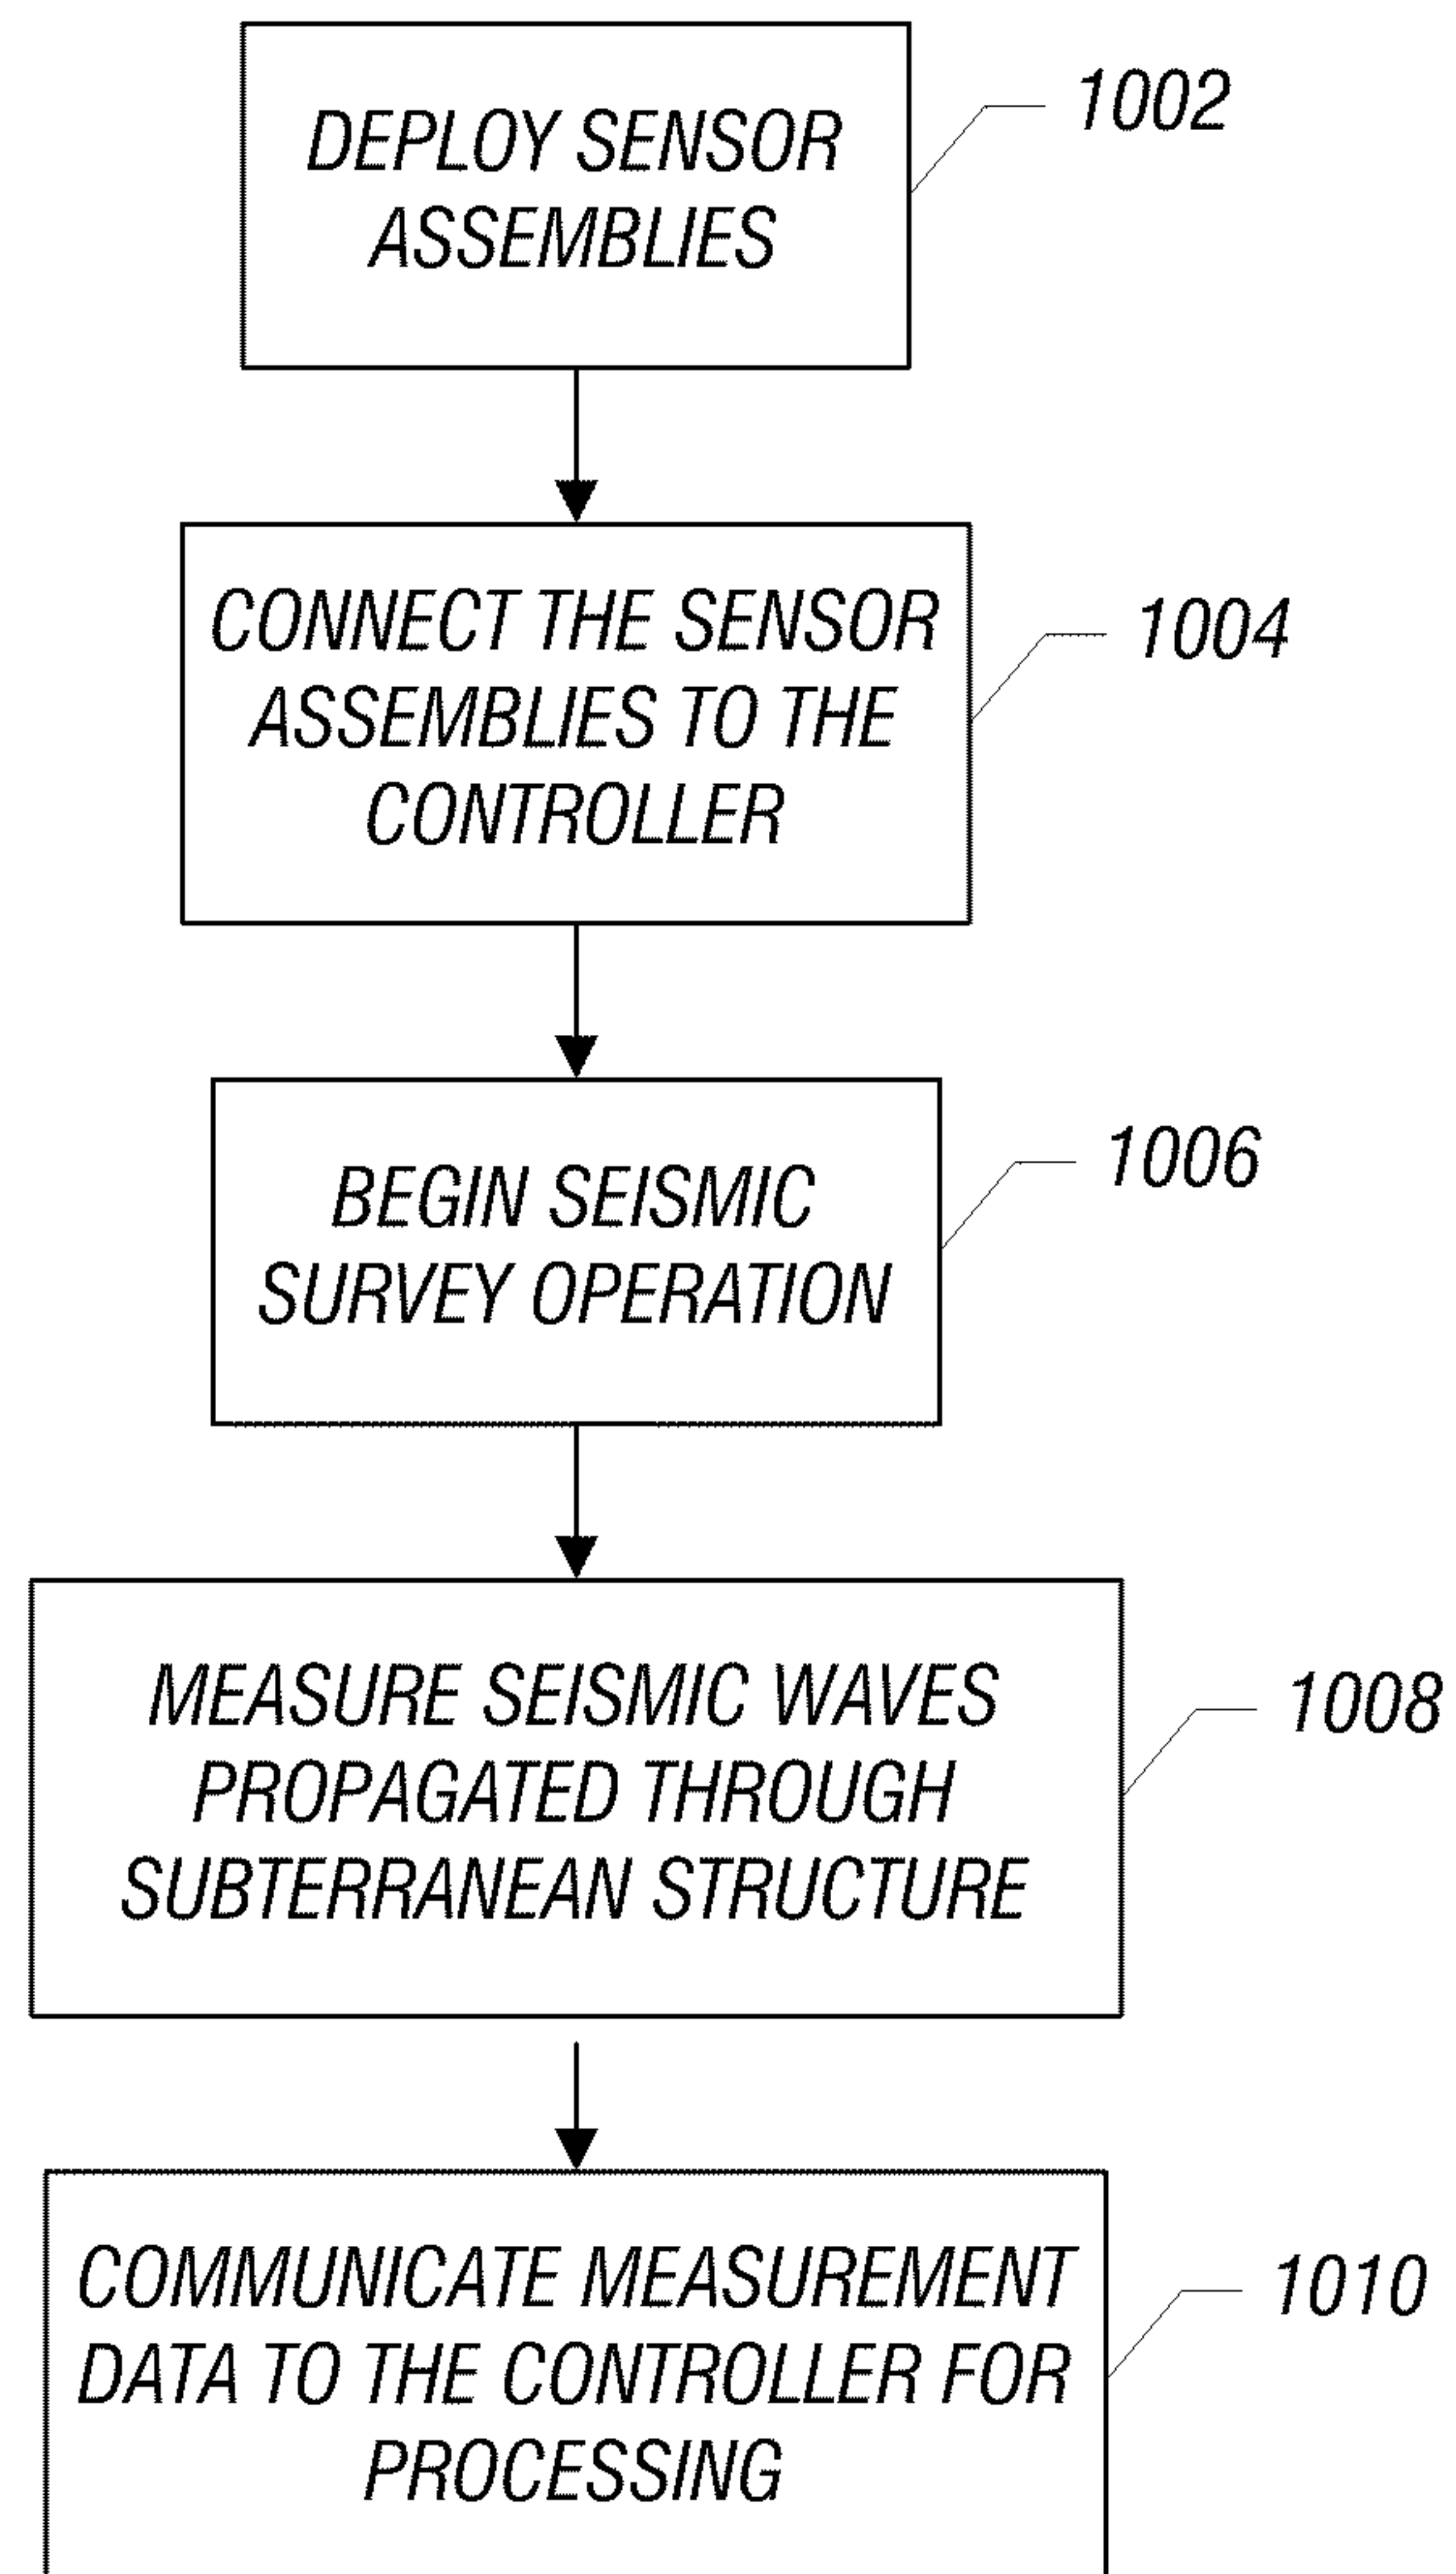 DEPLOY SENSOR
ASSEMBLIES
1002
CONNECT THE SENSOR
ASSEMBLIES TO THE
CONTROLLER
1004
BEGIN SEISMIC
SURVEY OPERATION
1006
MEASURE SEISMIC WAVES
PROPAGATED THROUGH
SUBTERRANEAN STRUCTURE
1008
COMMUNICATE MEASUREMENT
DATA TO THE CONTROLLER FOR
PROCESSING
1010